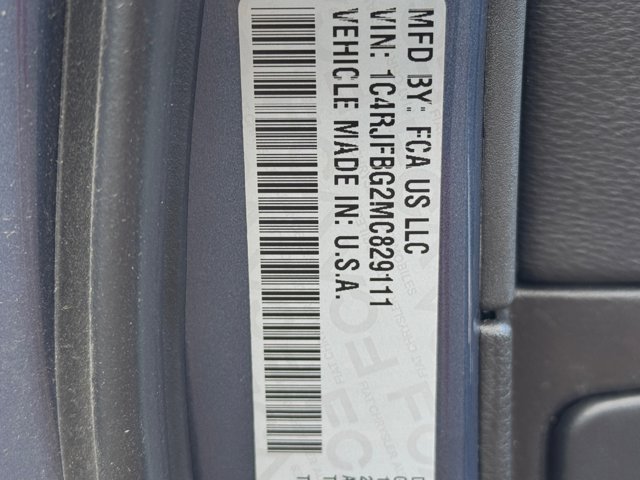 MFD BY: FCA US LLC
VIN: 1C4RJFBG2MC829111
VEHICLE MADE IN: U.S.A.